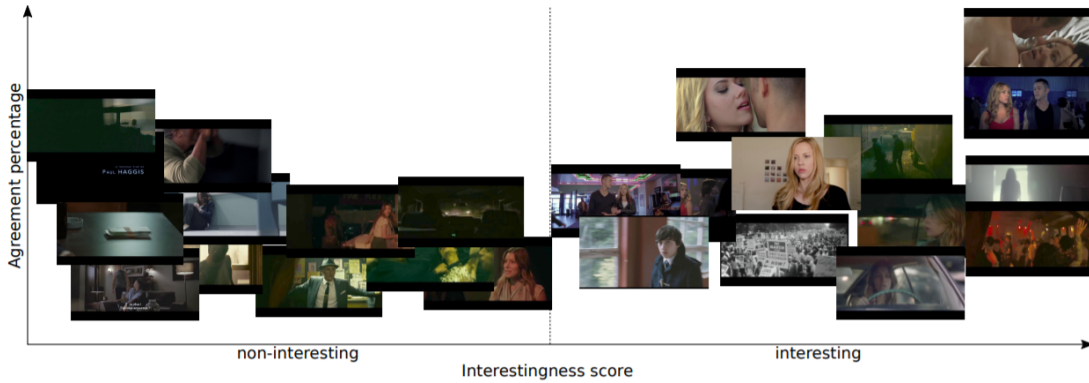 Agreement percentage
PAUL HAGGIS
non-interesting
interesting
Interestingness score